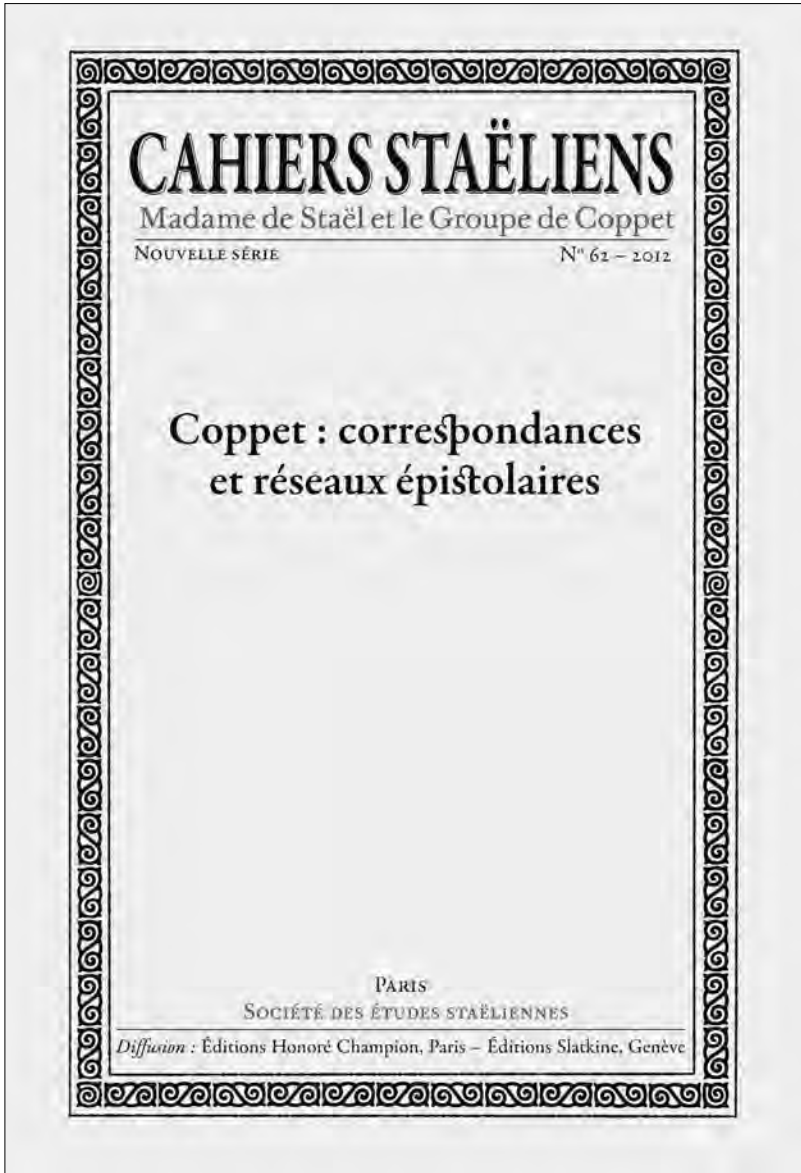 CAHIERS STAËLIENS
Madame de Staël et le Groupe de Coppet
Nouvelle série N° 62 – 2012
Coppet : correspondances
et réseaux épistolaires
Paris
Société des études staëliennes
Diffusion : Éditions Honoré Champion, Paris – Éditions Slatkine, Genève